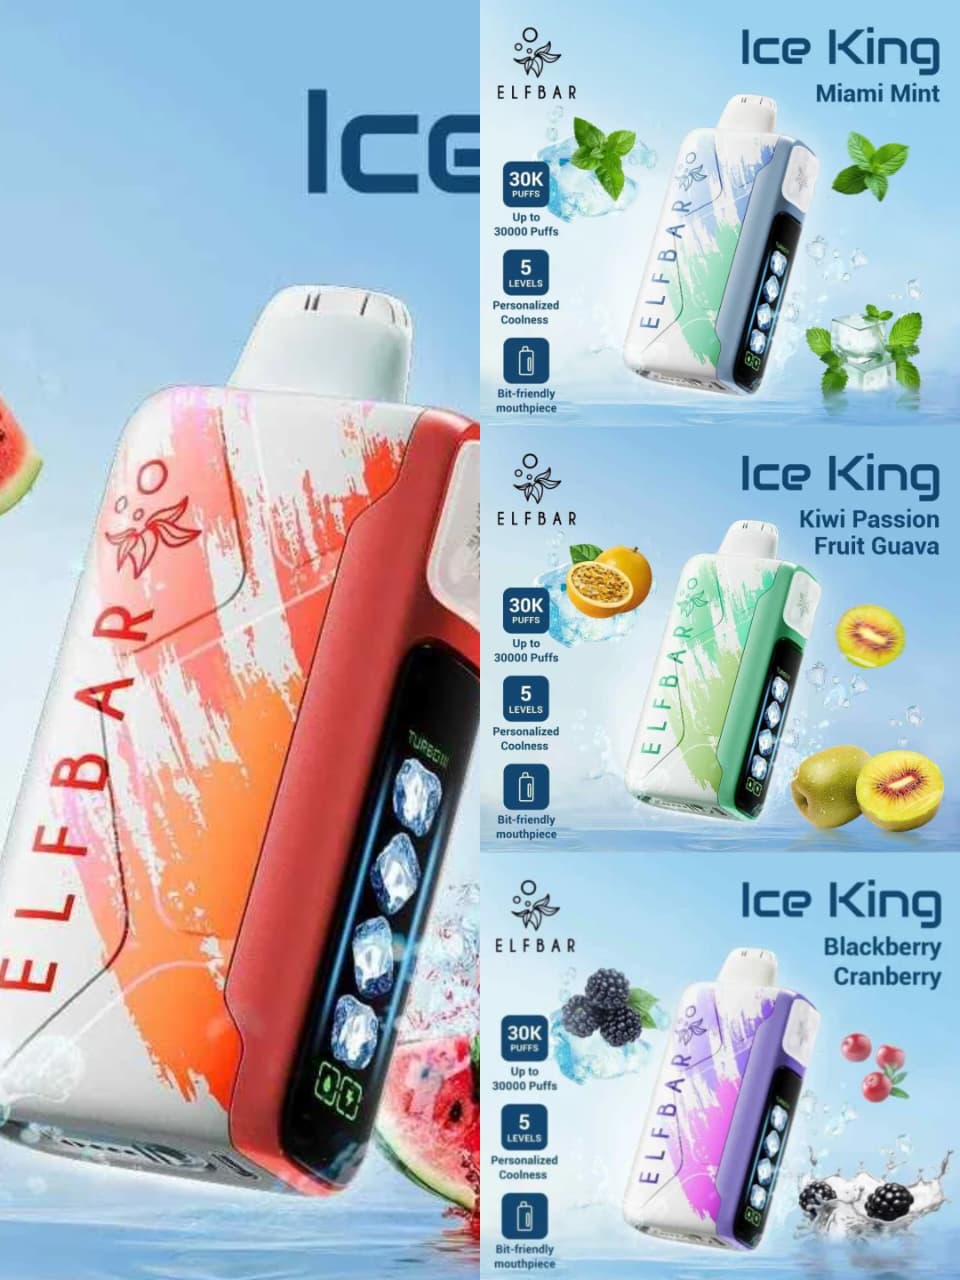 Ice
ELFBAR
TURBO
ELFBAR
Ice King
Miami Mint
30K
PUFFS
Up to
30000 Puffs
5
LEVELS
Personalized
Coolness
Bit-friendly
mouthpiece
ELFBAR
ELFBAR
Ice King
Kiwi Passion
Fruit Guava
30K
PUFFS
Up to
30000 Puffs
5
LEVELS
Personalized
Coolness
Bit-friendly
mouthpiece
ELFBAR
ELFBAR
Ice King
Blackberry
Cranberry
30K
PUFFS
Up to
30000 Puffs
5
LEVELS
Personalized
Coolness
Bit-friendly
mouthpiece
ELFBAR